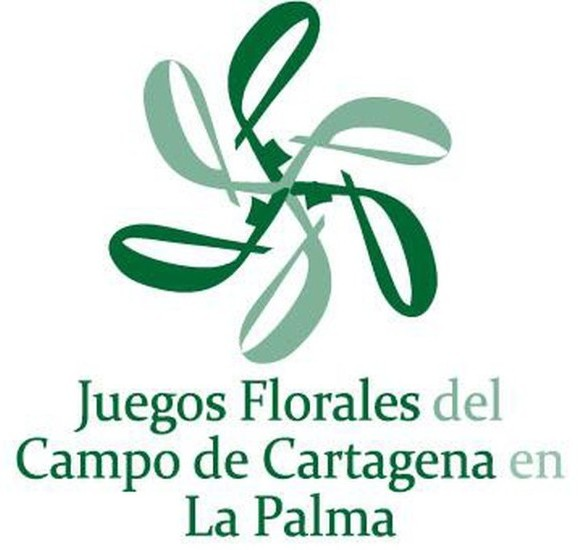 Juegos Florales del
Campo de Cartagena en
La Palma